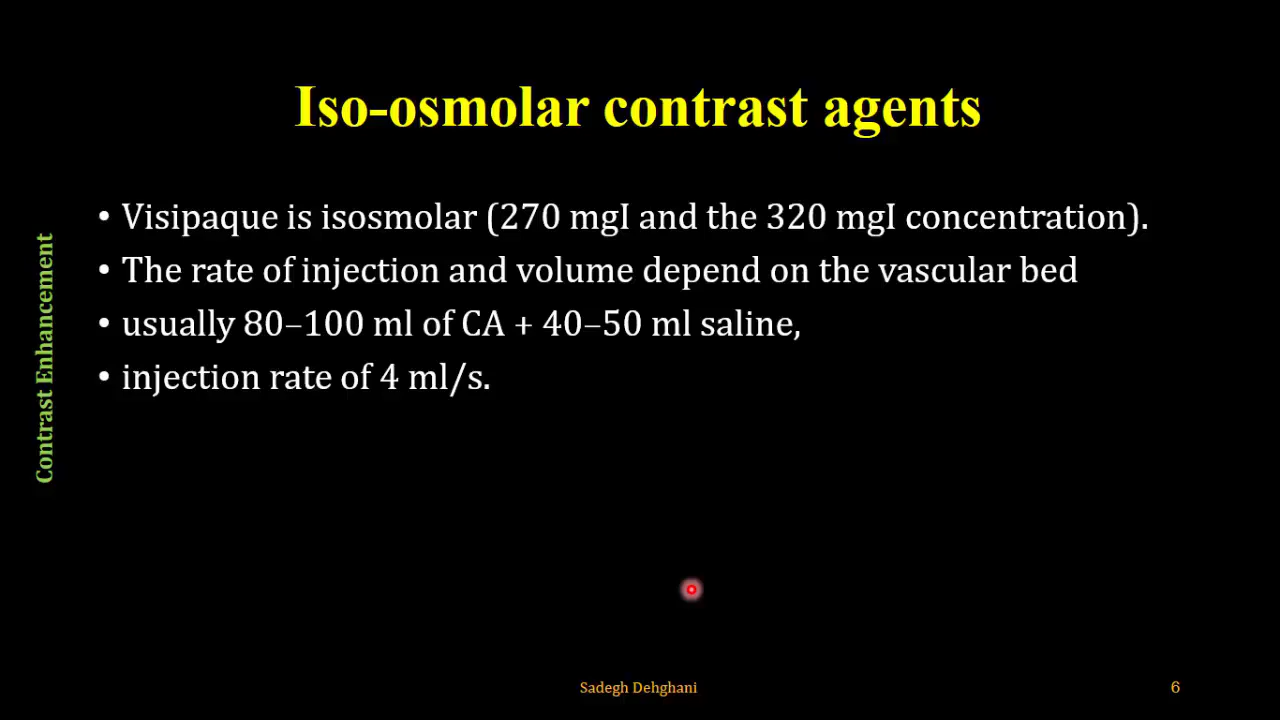 Iso-osmolar contrast agents
Contrast Enhancement
• Visipaque is isosmolar (270 mgI and the 320 mgI concentration).
• The rate of injection and volume depend on the vascular bed
• usually 80–100 ml of CA + 40–50 ml saline,
• injection rate of 4 ml/s.
Sadegh Dehghani
6